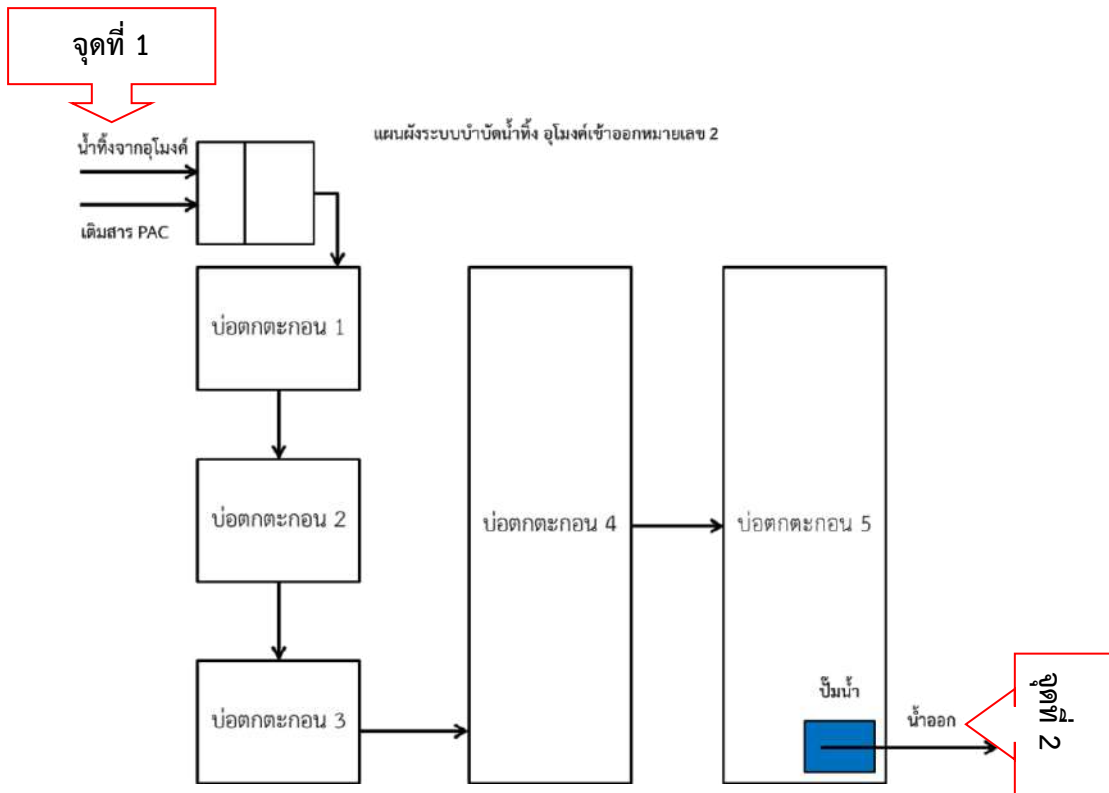 จุดที่ 1
แผนผังระบบบำบัดน้ำทิ้ง อุโมงค์เข้าออกหมายเลข 2
น้ำทิ้งจากอุโมงค์
เติมสาร PAC
บ่อตกตะกอน 1
บ่อตกตะกอน 2
บ่อตกตะกอน 4
บ่อตกตะกอน 5
บ่อตกตะกอน 3
ปั๊มน้ำ
น้ำออก
จุดที่ 2